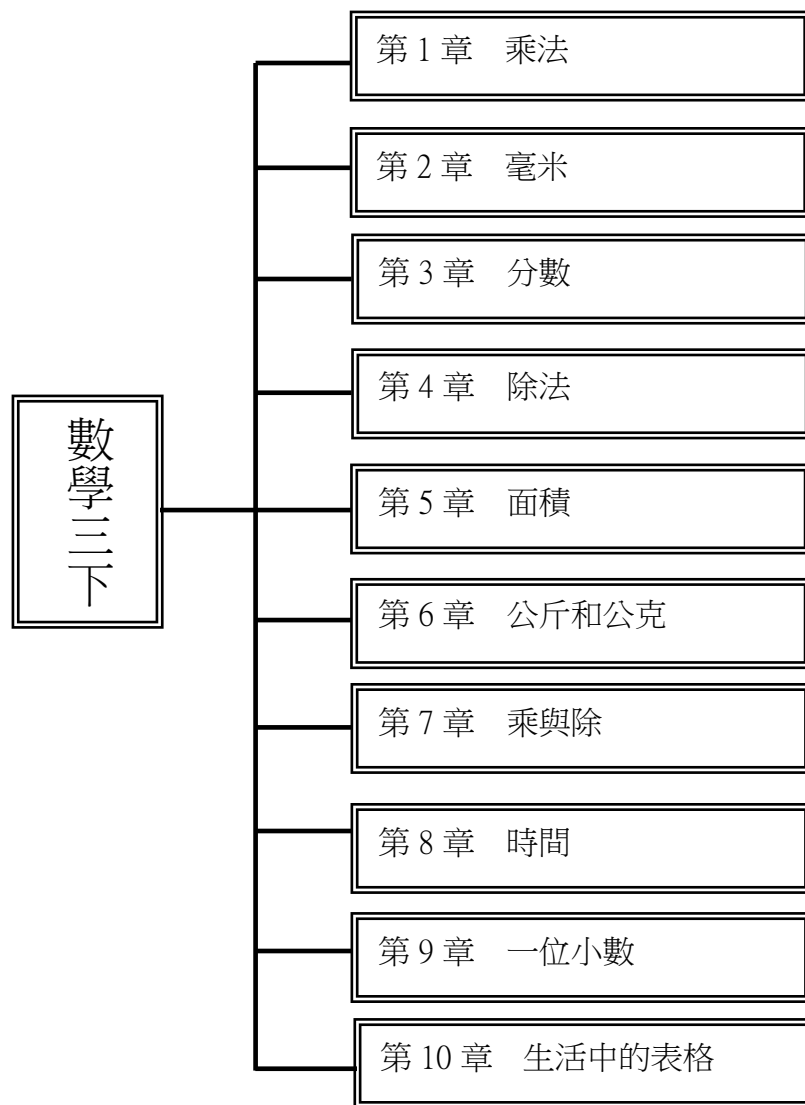 數學三下
第1章　乘法
第2章　毫米
第3章　分數
第4章　除法
第5章　面積
第6章　公斤和公克
第7章　乘與除
第8章　時間
第9章　一位小數
第10章　生活中的表格